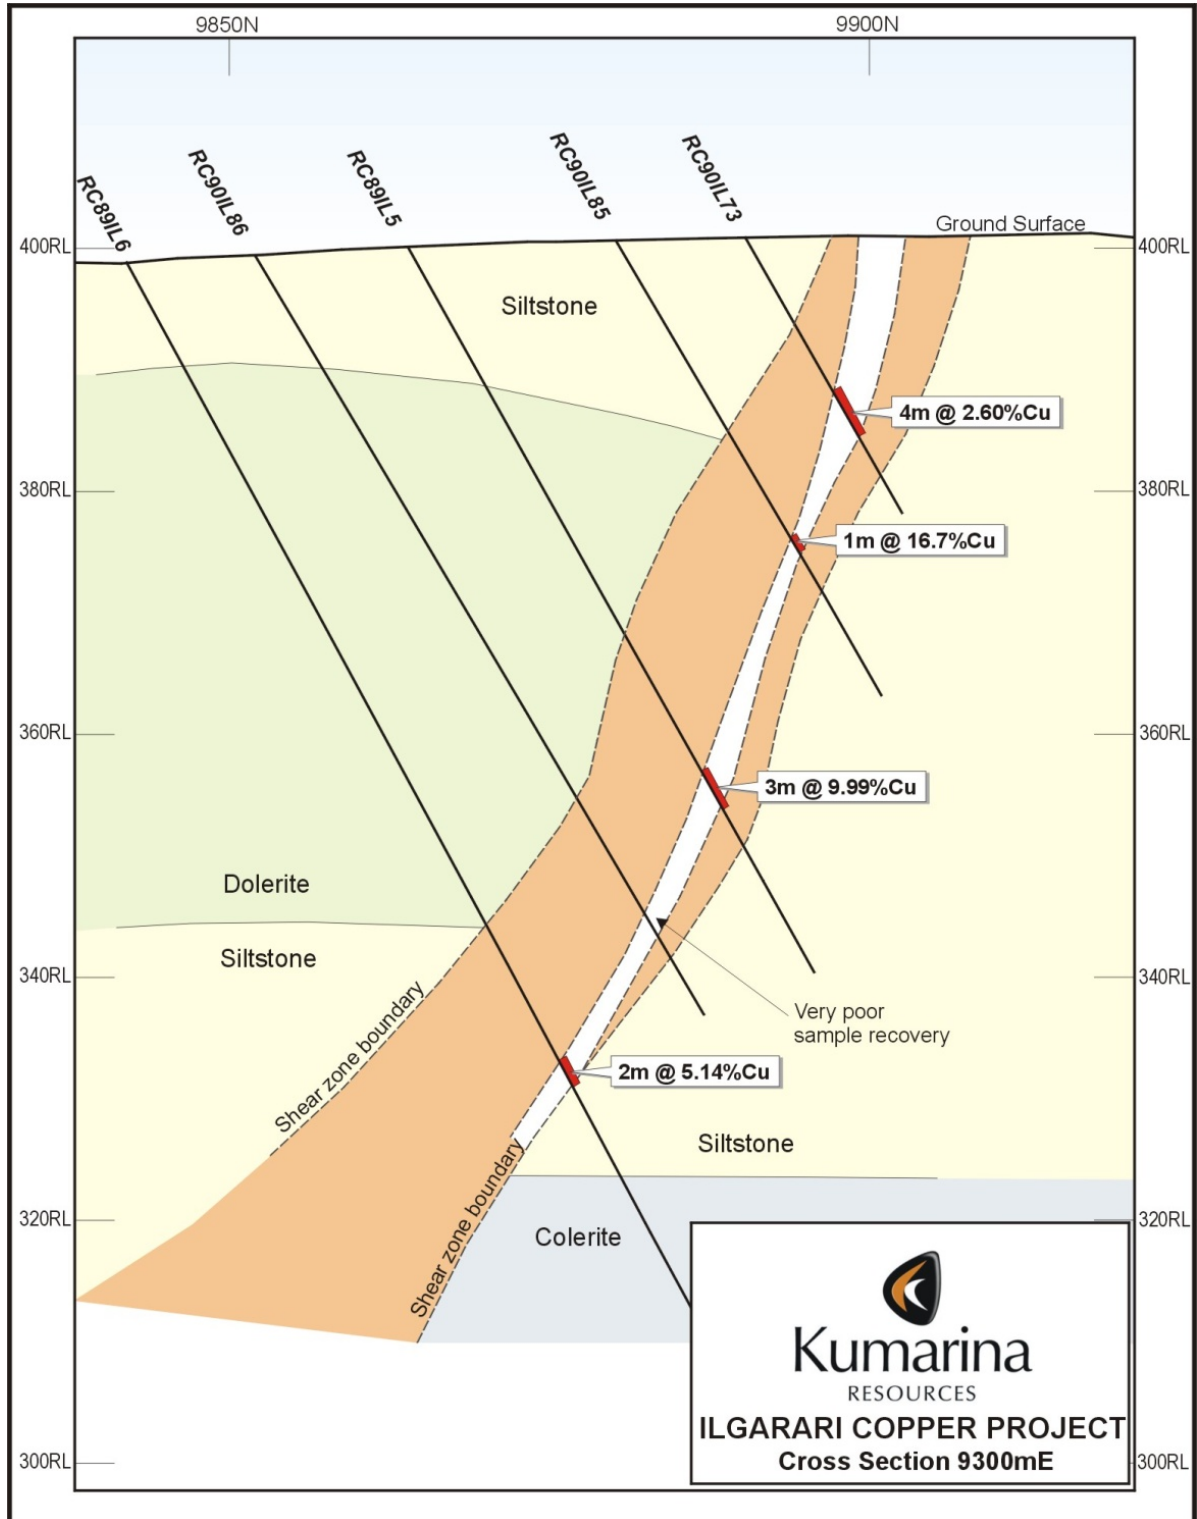 9850N
9900N
RC89IL6
RC90IL86
RC89IL5
RC90IL85
RC90IL73
Ground Surface
400RL
400RL
Siltstone
4m @ 2.60%Cu
380RL
380RL
1m @ 16.7%Cu
360RL
360RL
3m @ 9.99%Cu
Dolerite
Siltstone
340RL
340RL
Very poor
sample recovery
Shear zone boundary
2m @ 5.14%Cu
Siltstone
Shear zone boundary
320RL
320RL
Colerite
Kumarina
RESOURCES
ILGARARI COPPER PROJECT
Cross Section 9300mE
300RL
300RL